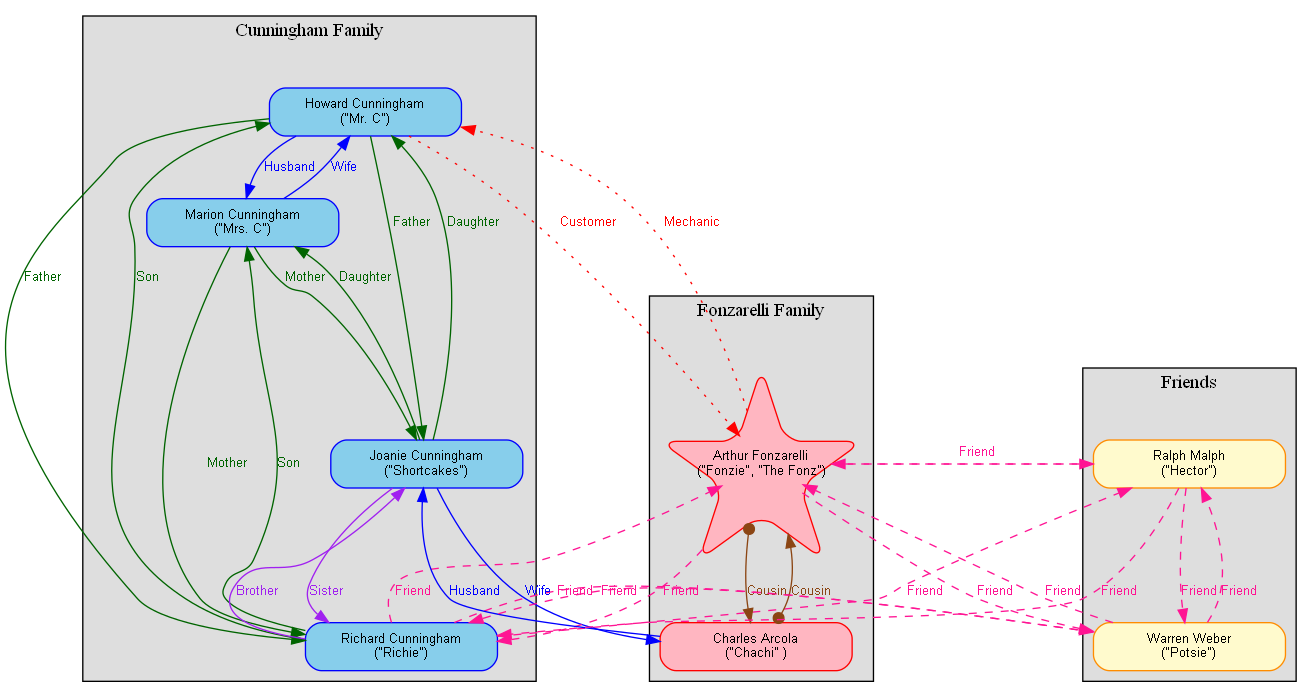 Cunningham Family
Howard Cunningham
("Mr. C")
Husband
Wife
Marion Cunningham
("Mrs. C")
Father
Daughter
Customer
Mechanic
Father
Son
Mother
Daughter
Fonzarelli Family
Friends
Mother
Son
Joanie Cunningham
("Shortcakes")
Arthur Fonzarelli
("Fonzie", "The Fonz")
Friend
Ralph Malph
("Hector")
Brother
Sister
Friend
Husband
Wife
Friend
Friend
Friend
Cousin
Cousin
Friend
Friend
Friend
Friend
Friend
Friend
Richard Cunningham
("Richie")
Charles Arcola
("Chachi" )
Warren Weber
("Potsie")